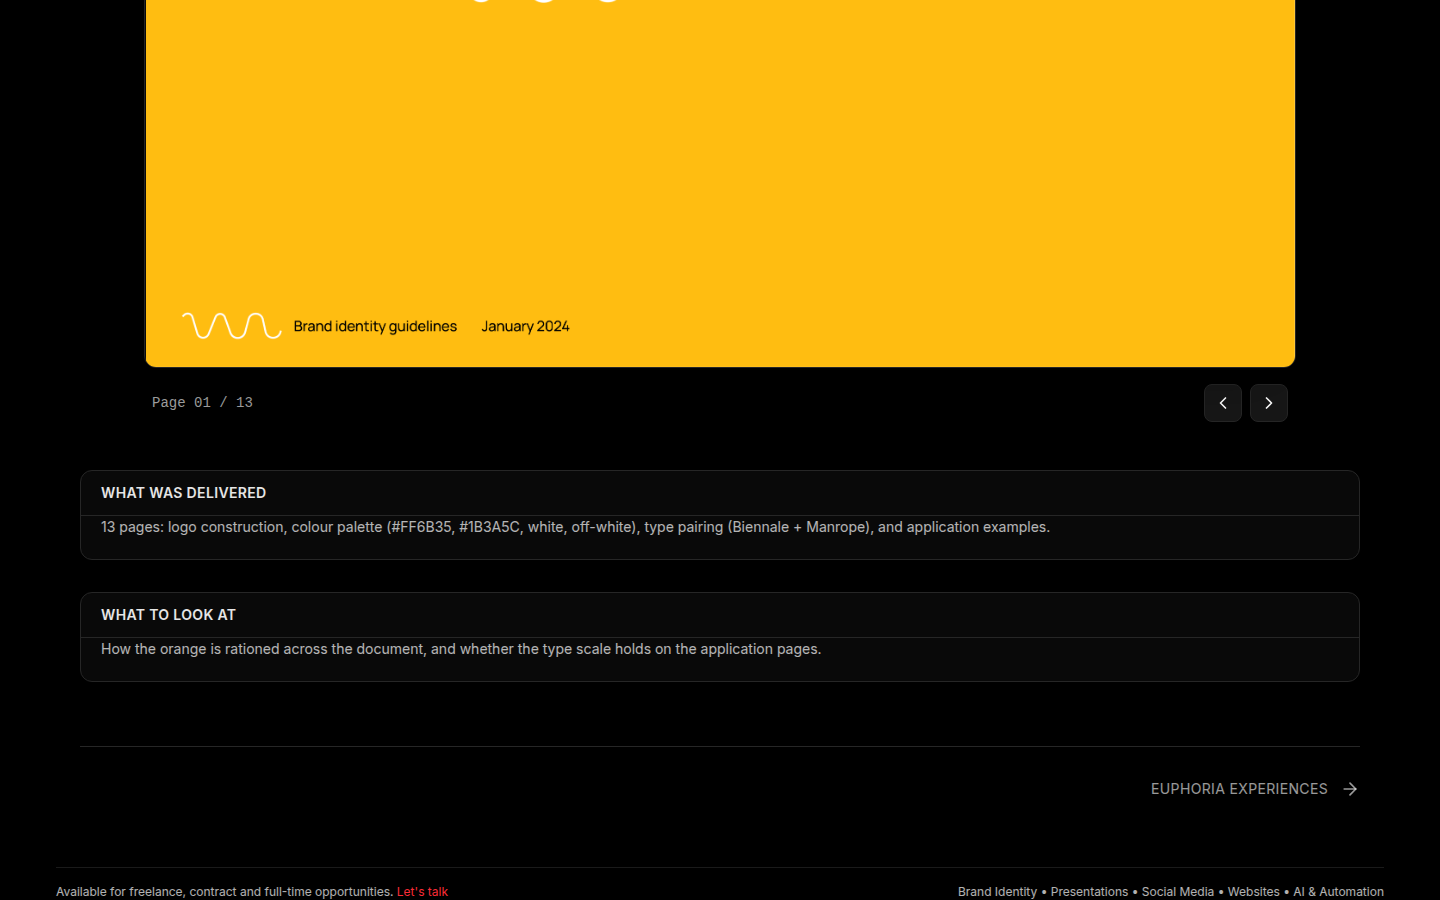 Brand identity guidelines January 2024
Page 01 / 13
WHAT WAS DELIVERED
13 pages: logo construction, colour palette (#FF6B35, #1B3A5C, white, off-white), type pairing (Biennale + Manrope), and application examples.
WHAT TO LOOK AT
How the orange is rationed across the document, and whether the type scale holds on the application pages.
EUPHORIA EXPERIENCES
Available for freelance, contract and full-time opportunities. Let's talk
Brand Identity • Presentations • Social Media • Websites • AI & Automation